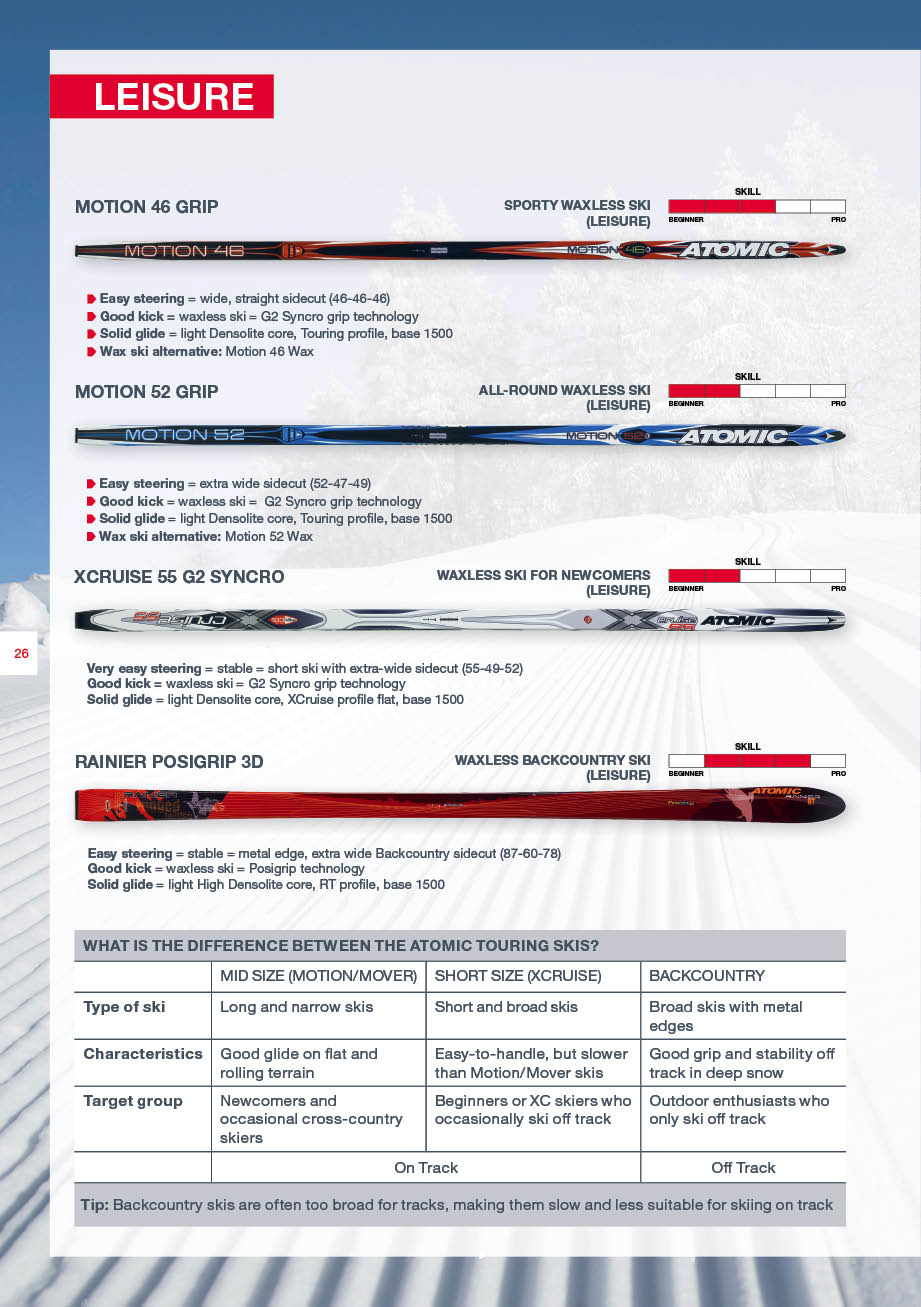 LEISURE
MOTION 46 GRIP
SPORTY WAXLESS SKI
(LEISURE)
SKILL
BEGINNER
PRO
MOTION 46
MOTION 46
ATOMIC
Easy steering = wide, straight sidecut (46-46-46)
Good kick = waxless ski = G2 Syncro grip technology
Solid glide = light Densolite core, Touring profile, base 1500
Wax ski alternative: Motion 46 Wax
MOTION 52 GRIP
ALL-ROUND WAXLESS SKI
(LEISURE)
SKILL
BEGINNER
PRO
MOTION 52
MOTION 52
ATOMIC
Easy steering = extra wide sidecut (52-47-49)
Good kick = waxless ski =  G2 Syncro grip technology
Solid glide = light Densolite core, Touring profile, base 1500
Wax ski alternative: Motion 52 Wax
XCRUISE 55 G2 SYNCRO
WAXLESS SKI FOR NEWCOMERS
(LEISURE)
SKILL
BEGINNER
PRO
CRUISE 55
cruise 55
ATOMIC
26
Very easy steering = stable = short ski with extra-wide sidecut (55-49-52)
Good kick = waxless ski = G2 Syncro grip technology
Solid glide = light Densolite core, XCruise profile flat, base 1500
RAINIER POSIGRIP 3D
WAXLESS BACKCOUNTRY SKI
(LEISURE)
SKILL
BEGINNER
PRO
RAINIER
ATOMIC
RAINIER
Easy steering = stable = metal edge, extra wide Backcountry sidecut (87-60-78)
Good kick = waxless ski = Posigrip technology
Solid glide = light High Densolite core, RT profile, base 1500
WHAT IS THE DIFFERENCE BETWEEN THE ATOMIC TOURING SKIS?
MID SIZE (MOTION/MOVER)
SHORT SIZE (XCRUISE)
BACKCOUNTRY
Type of ski
Long and narrow skis
Short and broad skis
Broad skis with metal
edges
Characteristics
Good glide on flat and
rolling terrain
Easy-to-handle, but slower
than Motion/Mover skis
Good grip and stability off
track in deep snow
Target group
Newcomers and
occasional cross-country
skiers
Beginners or XC skiers who
occasionally ski off track
Outdoor enthusiasts who
only ski off track
On Track
Off Track
Tip: Backcountry skis are often too broad for tracks, making them slow and less suitable for skiing on track